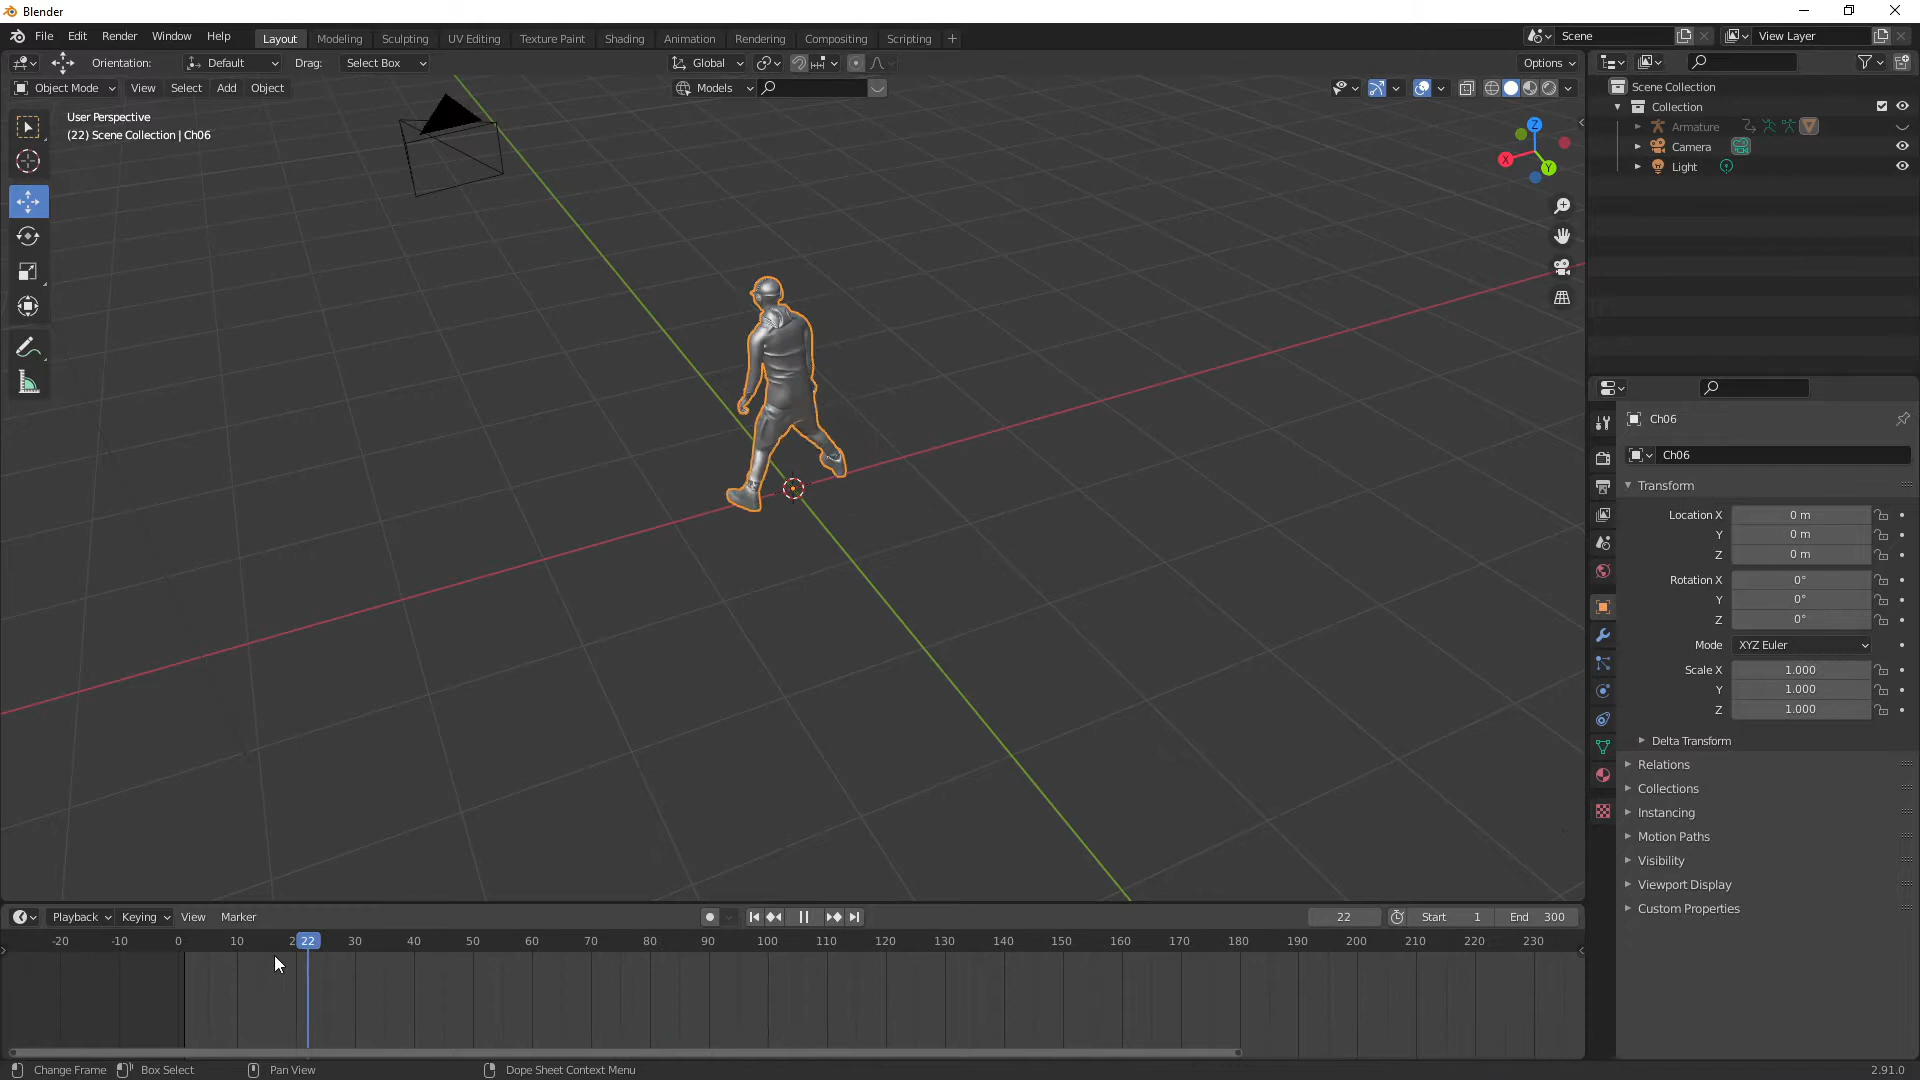 Blender
File Edit Render Window Help Layout Modeling Sculpting UV Editing Texture Paint Shading Animation Rendering Compositing Scripting + Scene View Layer
Orientation: Default Drag: Select Box Global Options
Object Mode View Select Add Object Models
User Perspective
(22) Scene Collection | Ch06
Z
X
Y
Scene Collection
Collection
Armature
Camera
Light
Ch06
Ch06
Transform
Location X 0 m
Y 0 m
Z 0 m
Rotation X 0°
Y 0°
Z 0°
Mode XYZ Euler
Scale X 1.000
Y 1.000
Z 1.000
Delta Transform
Relations
Collections
Instancing
Motion Paths
Visibility
Viewport Display
Custom Properties
Playback Keying View Marker 22 Start 1 End 300
-20 -10 0 10 2 22 30 40 50 60 70 80 90 100 110 120 130 140 150 160 170 180 190 200 210 220 230
Change Frame Box Select Pan View Dope Sheet Context Menu 2.91.0